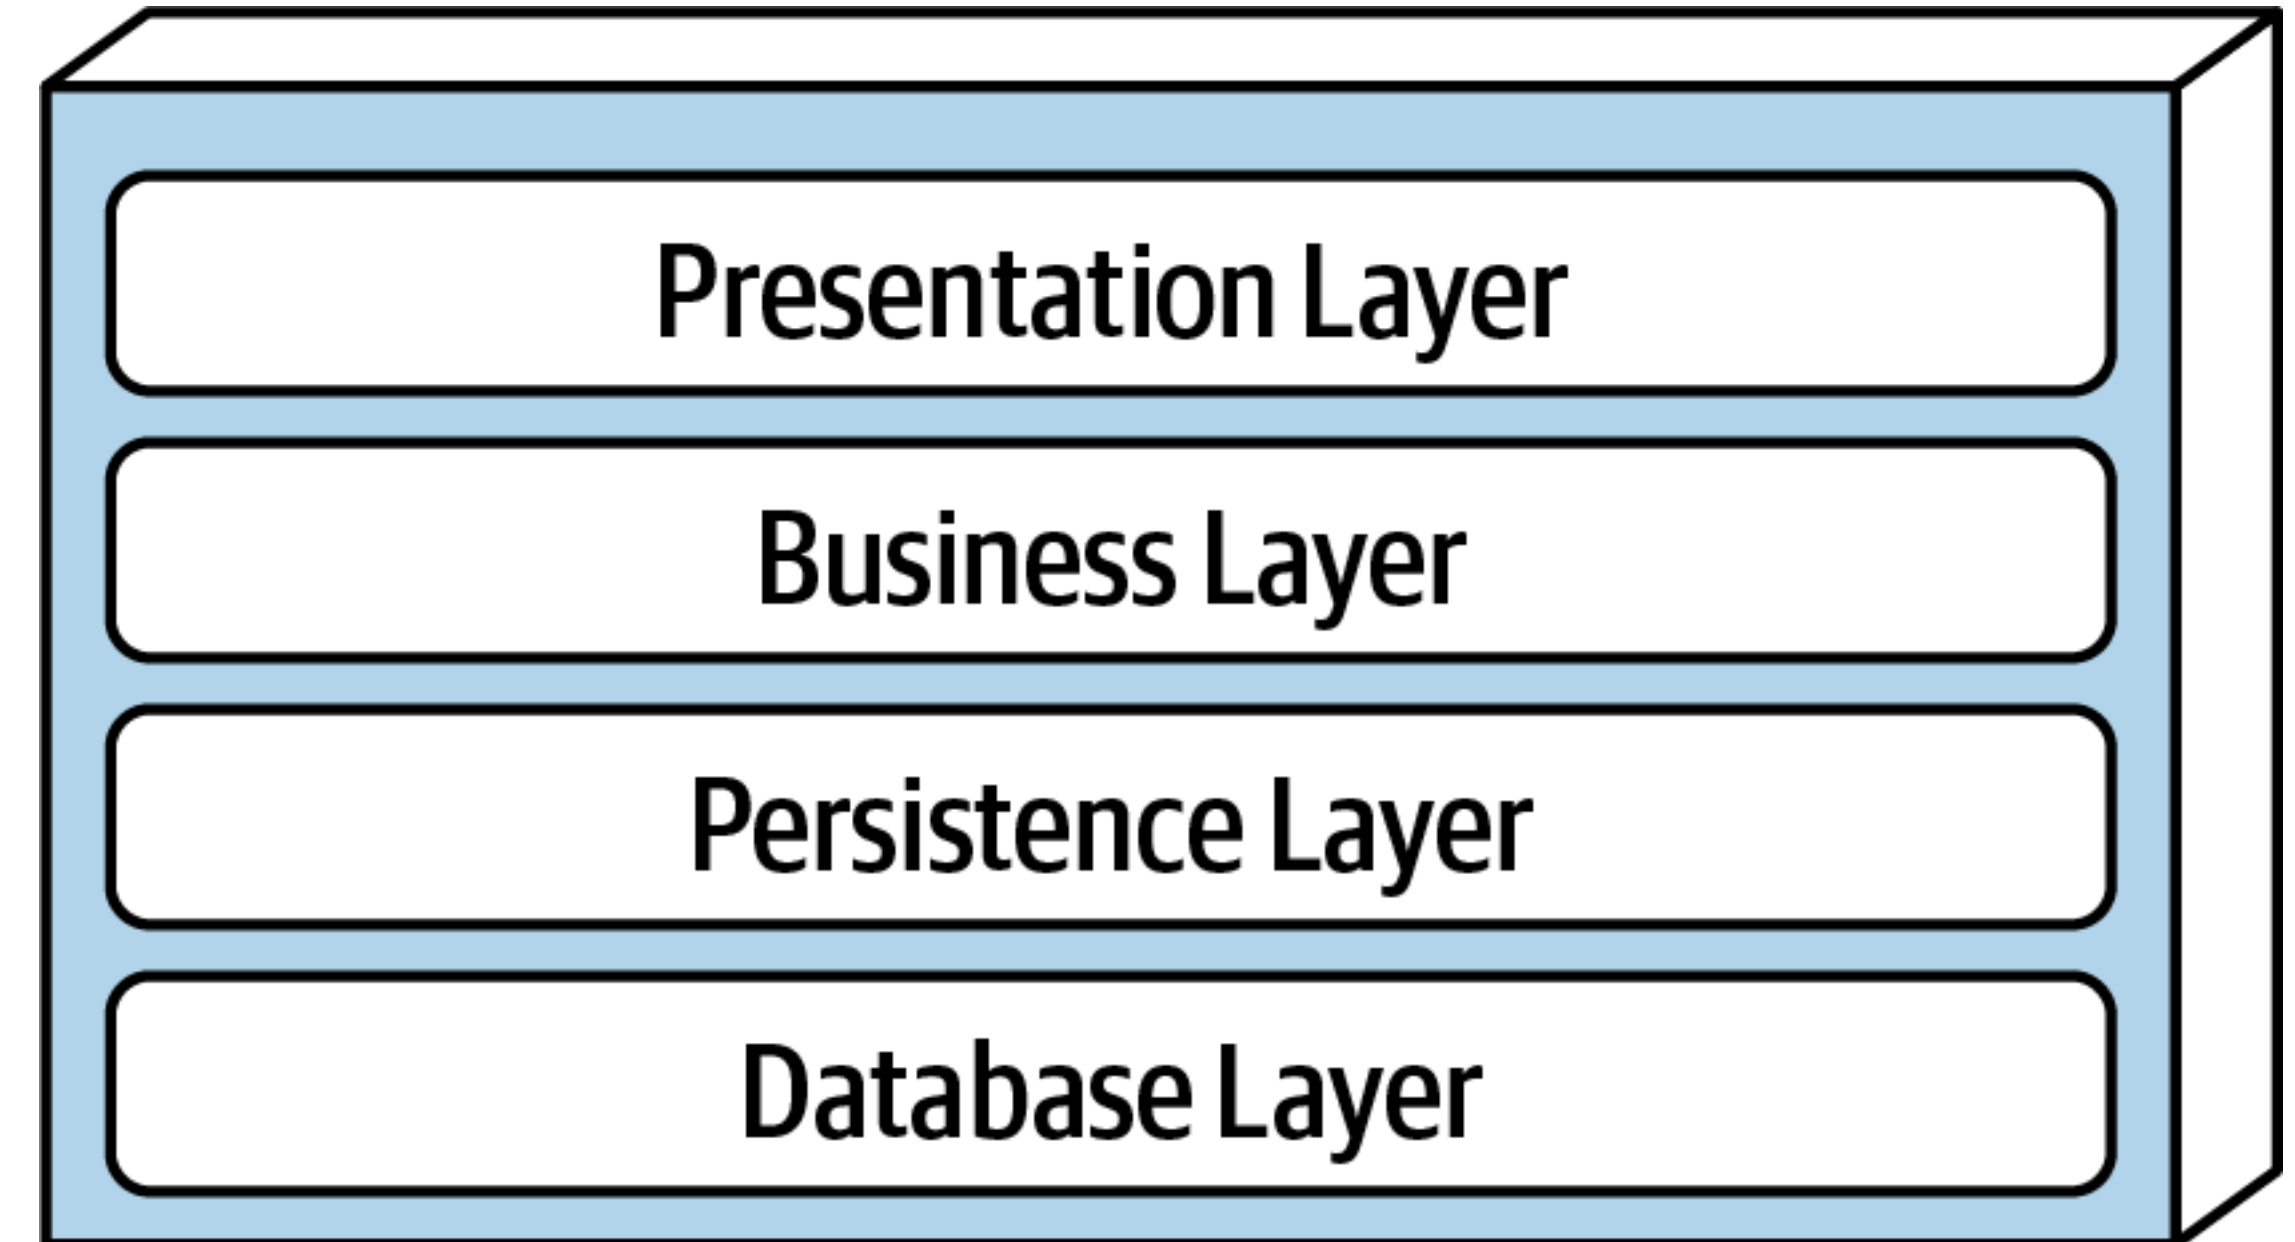 Presentation Layer
Business Layer
Persistence Layer
Database Layer